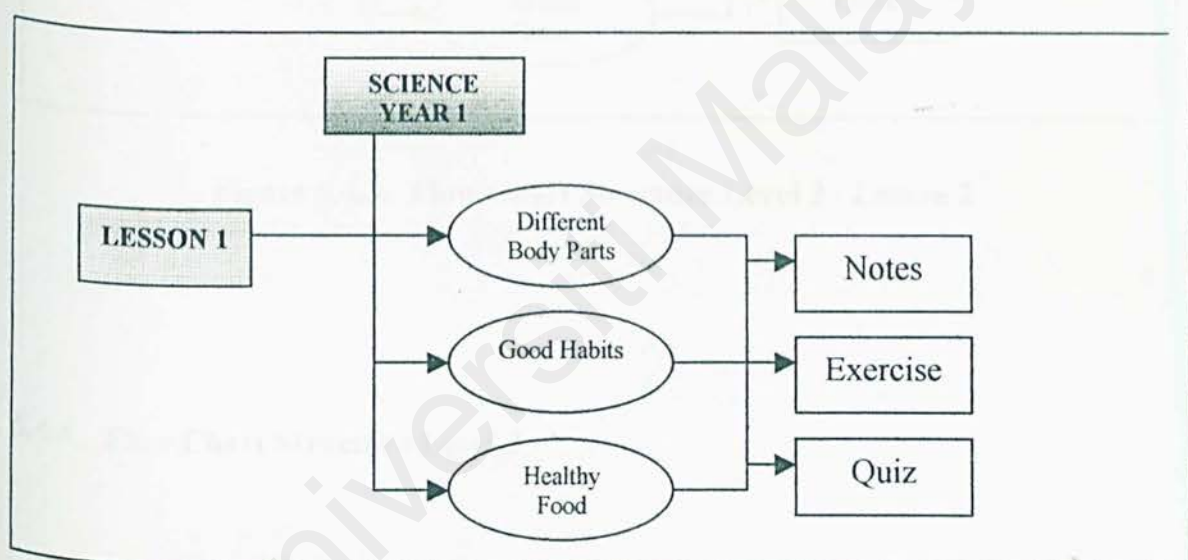 SCIENCE
YEAR 1
LESSON 1
Different
Body Parts
Notes
Good Habits
Exercise
Healthy
Food
Quiz